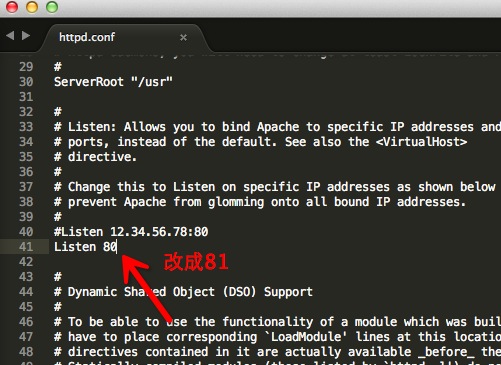 httpd.conf
29 #
30 ServerRoot "/usr"
31
32 #
33 # Listen: Allows you to bind Apache to specific IP addresses and
34 # ports, instead of the default. See also the <VirtualHost>
35 # directive.
36 #
37 # Change this to Listen on specific IP addresses as shown below
38 # prevent Apache from glomming onto all bound IP addresses.
39 #
40 #Listen 12.34.56.78:80
41 Listen 80
改成81
42
43 #
44 # Dynamic Shared Object (DSO) Support
45 #
46 # To be able to use the functionality of a module which was buil
47 # have to place corresponding `LoadModule' lines at this locatio
48 # directives contained in it are actually available _before_ the